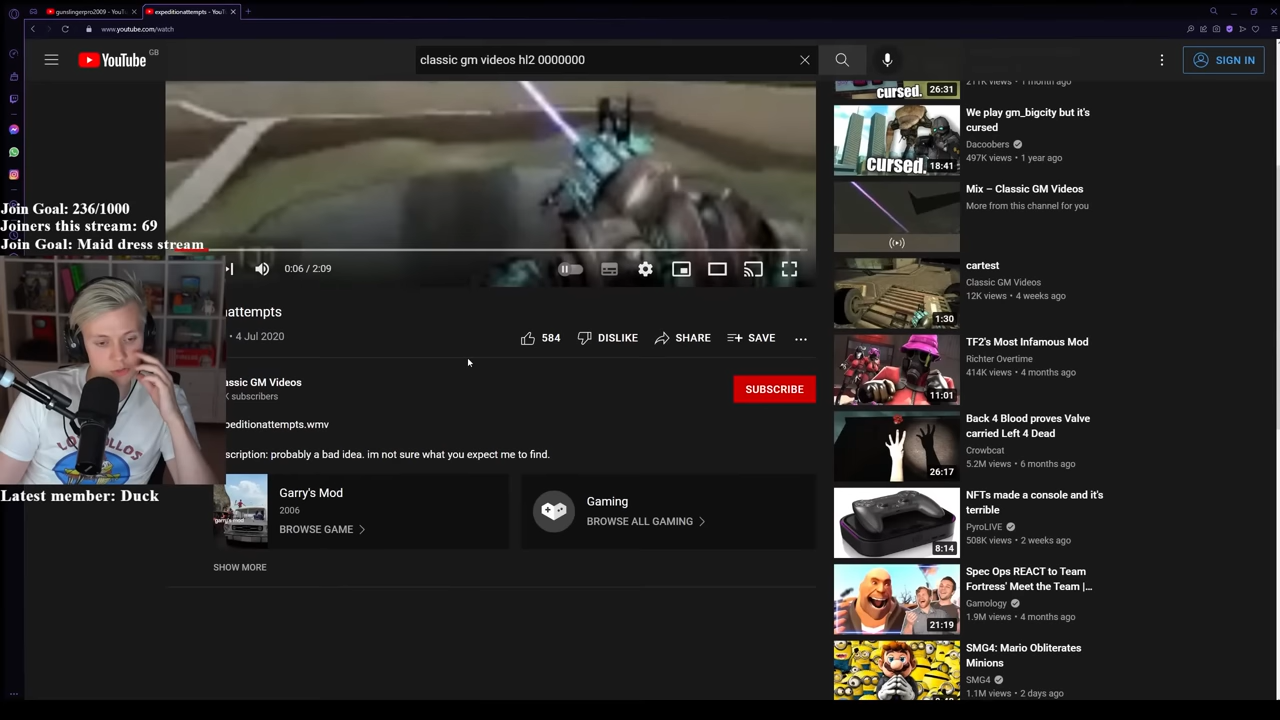 gunslingerpro2009 - YouT
expeditionattempts - YouT
www.youtube.com/watch
YouTube GB
classic gm videos hl2 0000000
SIGN IN
0:06 / 2:09
attempts
• 4 Jul 2020
584
DISLIKE
SHARE
SAVE
assic GM Videos
subscribers
SUBSCRIBE
peditionattempts.wmv
scription: probably a bad idea. im not sure what you expect me to find.
garry's mod
Garry's Mod
2006
BROWSE GAME
Gaming
BROWSE ALL GAMING
SHOW MORE
Join Goal: 236/1000
Joiners this stream: 69
Join Goal: Maid dress stream
Latest member: Duck
cursed.
26:31
211K views • 1 month ago
cursed.
18:41
We play gm_bigcity but it's
cursed
Dacoobers
497K views • 1 year ago
Mix – Classic GM Videos
More from this channel for you
1:30
cartest
Classic GM Videos
12K views • 4 weeks ago
11:01
TF2's Most Infamous Mod
Richter Overtime
414K views • 4 months ago
26:17
Back 4 Blood proves Valve
carried Left 4 Dead
Crowbcat
5.2M views • 6 months ago
8:14
NFTs made a console and it's
terrible
PyroLIVE
508K views • 2 weeks ago
21:19
Spec Ops REACT to Team
Fortress' Meet the Team |...
Gamology
1.9M views • 4 months ago
SMG4: Mario Obliterates
Minions
SMG4
1.1M views • 2 days ago